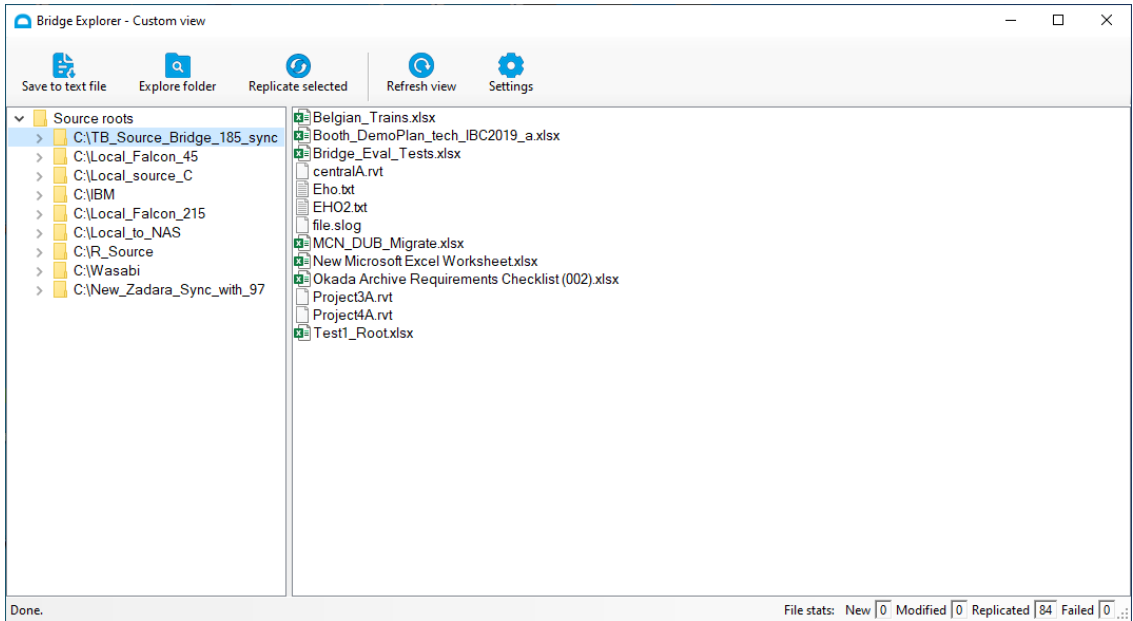 Bridge Explorer - Custom view
Save to text file Explore folder Replicate selected Refresh view Settings
Source roots
C:\TB_Source_Bridge_185_sync
C:\Local_Falcon_45
C:\Local_source_C
C:\IBM
C:\Local_Falcon_215
C:\Local_to_NAS
C:\R_Source
C:\Wasabi
C:\New_Zadara_Sync_with_97
Belgian_Trains.xlsx
Booth_DemoPlan_tech_IBC2019_a.xlsx
Bridge_Eval_Tests.xlsx
centralA.rvt
Eho.txt
EHO2.txt
file.slog
MCN_DUB_Migrate.xlsx
New Microsoft Excel Worksheet.xlsx
Okada Archive Requirements Checklist (002).xlsx
Project3A.rvt
Project4A.rvt
Test1_Root.xlsx
Done. File stats: New 0 Modified 0 Replicated 84 Failed 0